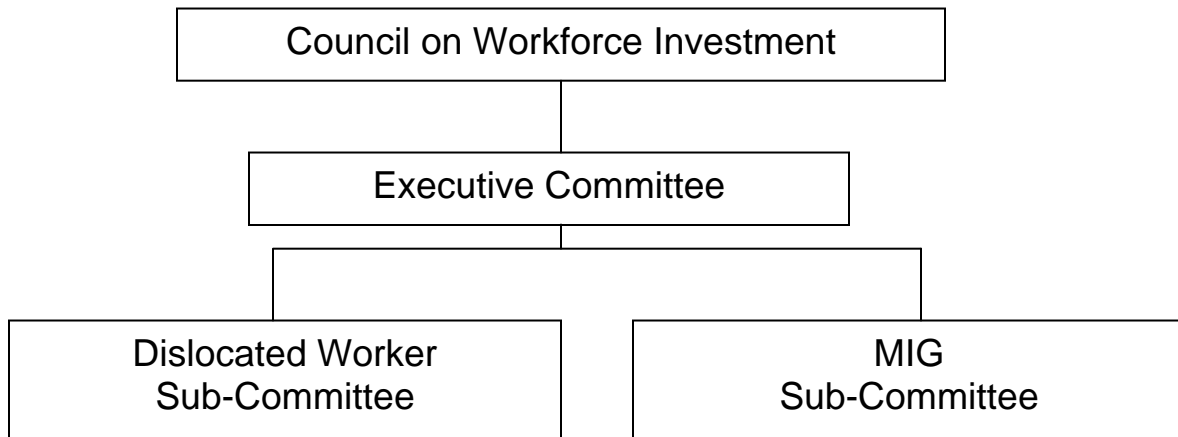 Council on Workforce Investment
Executive Committee
Dislocated Worker
Sub-Committee
MIG
Sub-Committee